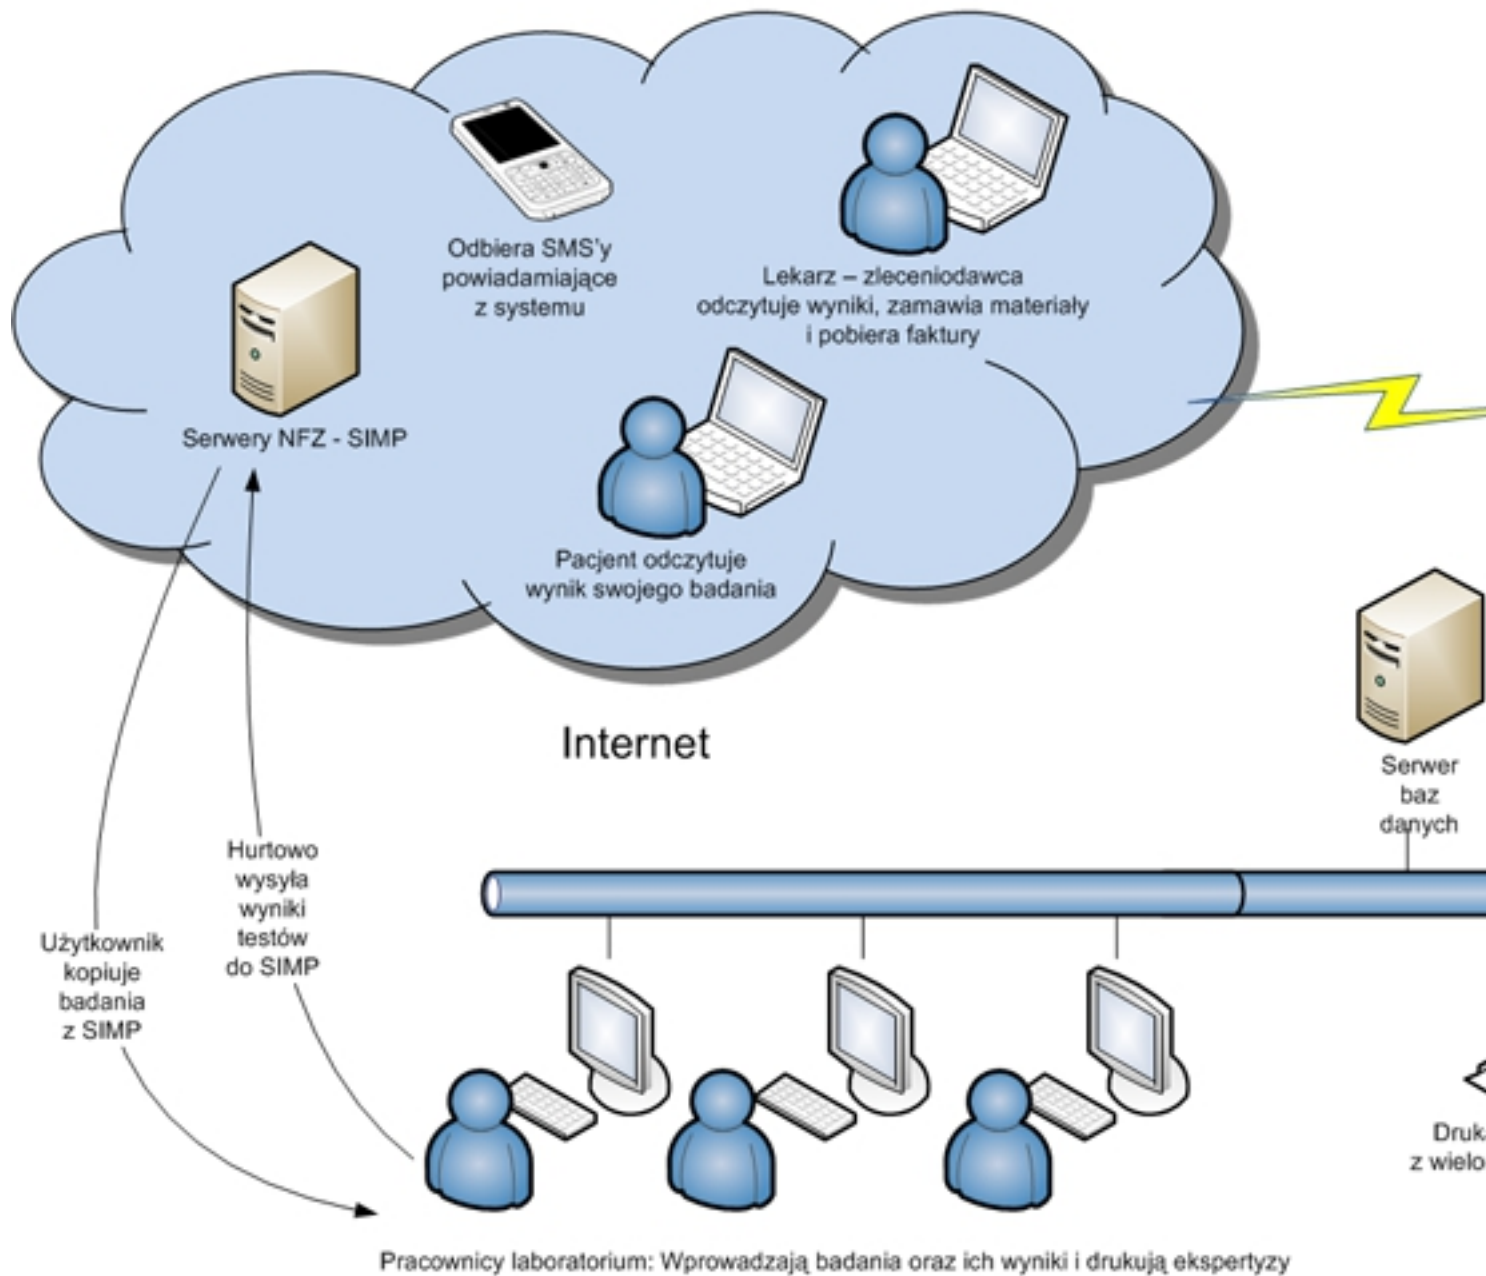 Odbiera SMS'y
powiadamiające
z systemu
Lekarz – zleceniodawca
odczytuje wyniki, zamawia materiały
i pobiera faktury
Serwery NFZ - SIMP
Pacjent odczytuje
wynik swojego badania
Internet
Serwer
baz
danych
Hurtowo
wysyła
wyniki
testów
do SIMP
Użytkownik
kopiuje
badania
z SIMP
z
Pracownicy laboratorium: Wprowadzają badania oraz ich wyniki i drukują ekspertyzy